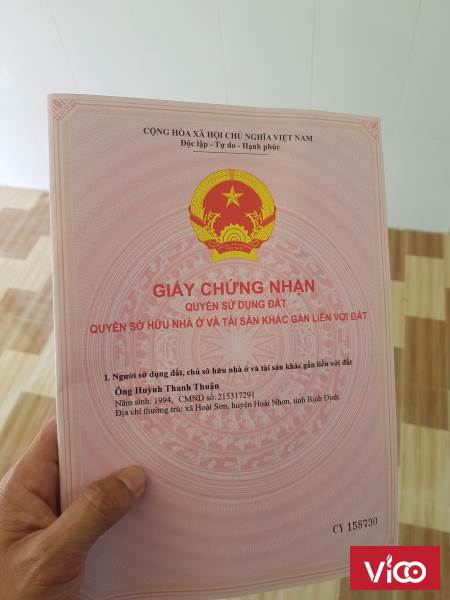 CỘNG HÒA XÃ HỘI CHỦ NGHĨA VIỆT NAM
Độc lập - Tự do - Hạnh phúc
GIẤY CHỨNG NHẬN
QUYỀN SỬ DỤNG ĐẤT
QUYỀN SỞ HỮU NHÀ Ở VÀ TÀI SẢN KHÁC GẮN LIỀN VỚI ĐẤT
I. Người sử dụng đất, chủ sở hữu nhà ở và tài sản khác gắn liền với đất
Ông Huỳnh Thanh Thuận
Năm sinh: 1994, CMND số: 215317291
Địa chỉ thường trú: xã Hoài Sơn, huyện Hoài Nhơn, tỉnh Bình Định
CY 158730
ViCO